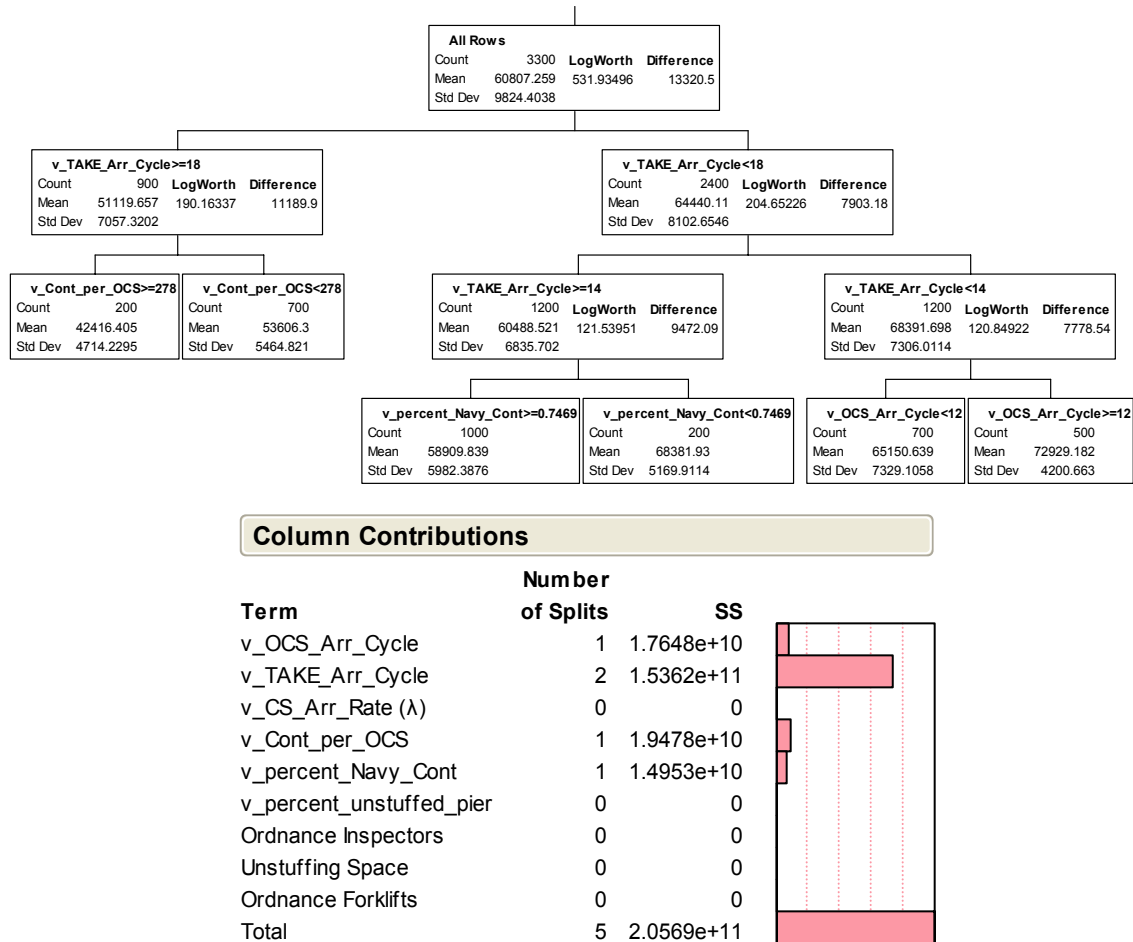 All Rows
Count 3300 LogWorth Difference
Mean 60807.259 531.93496 13320.5
Std Dev 9824.4038
v_TAKE_Arr_Cycle>=18
Count 900 LogWorth Difference
Mean 51119.657 190.16337 11189.9
Std Dev 7057.3202
v_TAKE_Arr_Cycle<18
Count 2400 LogWorth Difference
Mean 64440.11 204.65226 7903.18
Std Dev 8102.6546
v_Cont_per_OCS>=278
Count 200
Mean 42416.405
Std Dev 4714.2295
v_Cont_per_OCS<278
Count 700
Mean 53606.3
Std Dev 5464.821
v_TAKE_Arr_Cycle>=14
Count 1200 LogWorth Difference
Mean 60488.521 121.53951 9472.09
Std Dev 6835.702
v_TAKE_Arr_Cycle<14
Count 1200 LogWorth Difference
Mean 68391.698 120.84922 7778.54
Std Dev 7306.0114
v_percent_Navy_Cont>=0.7469
Count 1000
Mean 58909.839
Std Dev 5982.3876
v_percent_Navy_Cont<0.7469
Count 200
Mean 68381.93
Std Dev 5169.9114
v_OCS_Arr_Cycle<12
Count 700
Mean 65150.639
Std Dev 7329.1058
v_OCS_Arr_Cycle>=12
Count 500
Mean 72929.182
Std Dev 4200.663
Column Contributions
Number
Term of Splits SS
v_OCS_Arr_Cycle 1 1.7648e+10
v_TAKE_Arr_Cycle 2 1.5362e+11
v_CS_Arr_Rate (λ) 0 0
v_Cont_per_OCS 1 1.9478e+10
v_percent_Navy_Cont 1 1.4953e+10
v_percent_unstuffed_pier 0 0
Ordnance Inspectors 0 0
Unstuffing Space 0 0
Ordnance Forklifts 0 0
Total 5 2.0569e+11